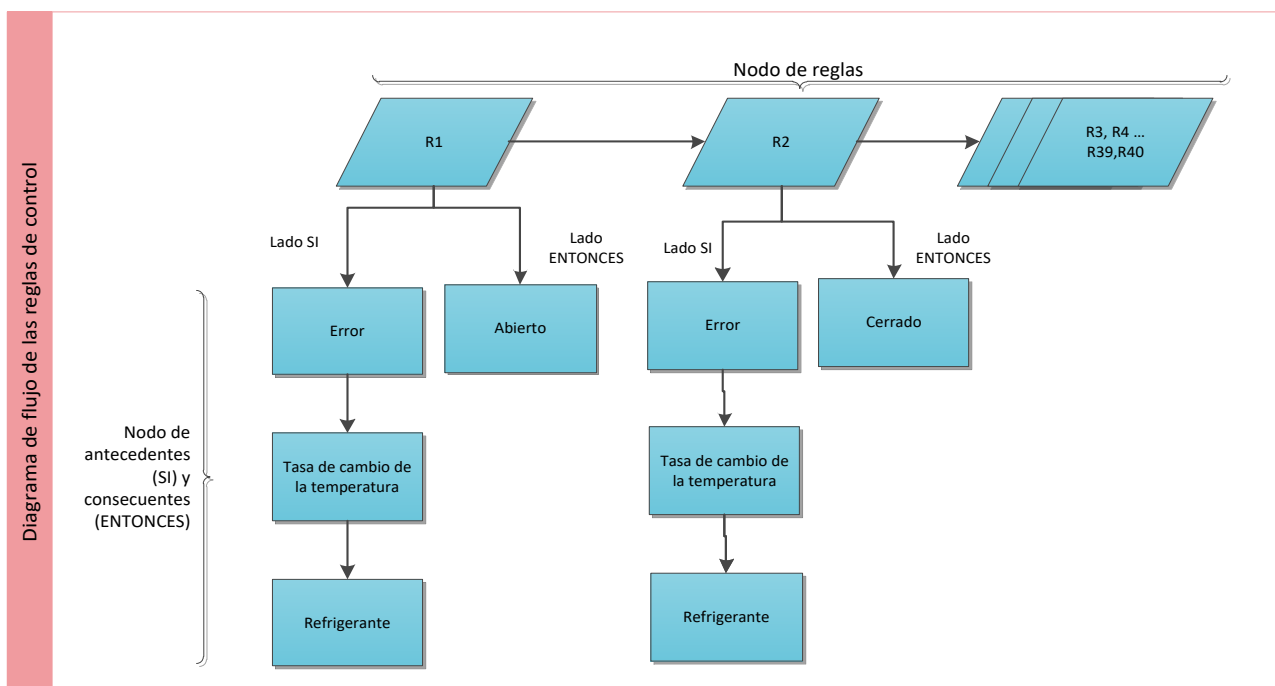 Diagrama de flujo de las reglas de control
Nodo de reglas
R1
R2
R3, R4 ...
R39,R40
Lado SI
Lado
ENTONCES
Lado SI
Lado
ENTONCES
Error
Abierto
Error
Cerrado
Nodo de
antecedentes
(SI) y
consecuentes
(ENTONCES)
Tasa de cambio de
la temperatura
Tasa de cambio de
la temperatura
Refrigerante
Refrigerante